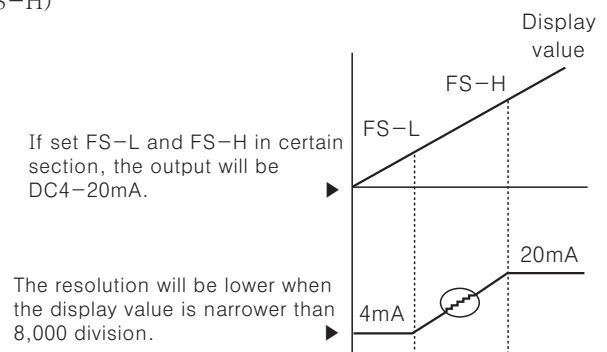 S−H)
Display
value
FS−H
FS−L
If set FS−L and FS−H in certain
section, the output will be
DC4−20mA.
20mA
The resolution will be lower when
the display value is narrower than
8,000 division.
4mA